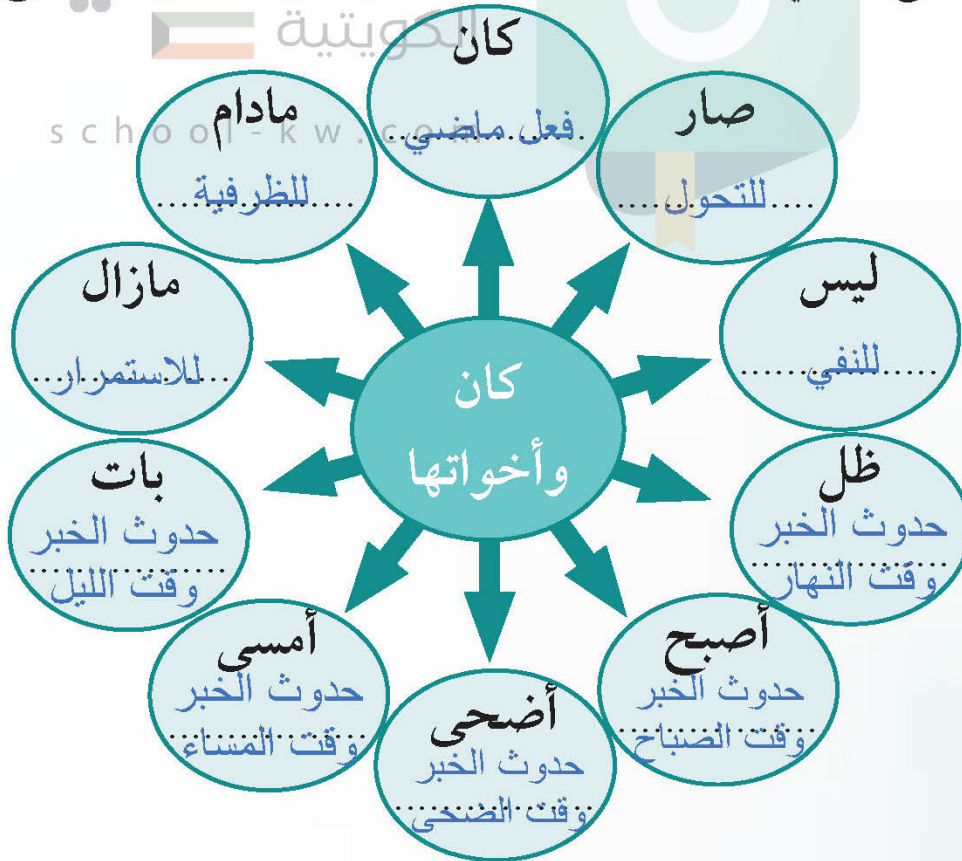 الكويتية
school-kw.com
كان
فعل ماضي
صار
للتحول
ليس
للنفي
ظل
حدوث الخبر
وقت النهار
أصبح
حدوث الخبر
وقت الصباح
أضحى
حدوث الخبر
وقت الضحى
أمسى
حدوث الخبر
وقت المساء
بات
حدوث الخبر
وقت الليل
مازال
للاستمرار
مادام
للظرفية
كان
وأخواتها